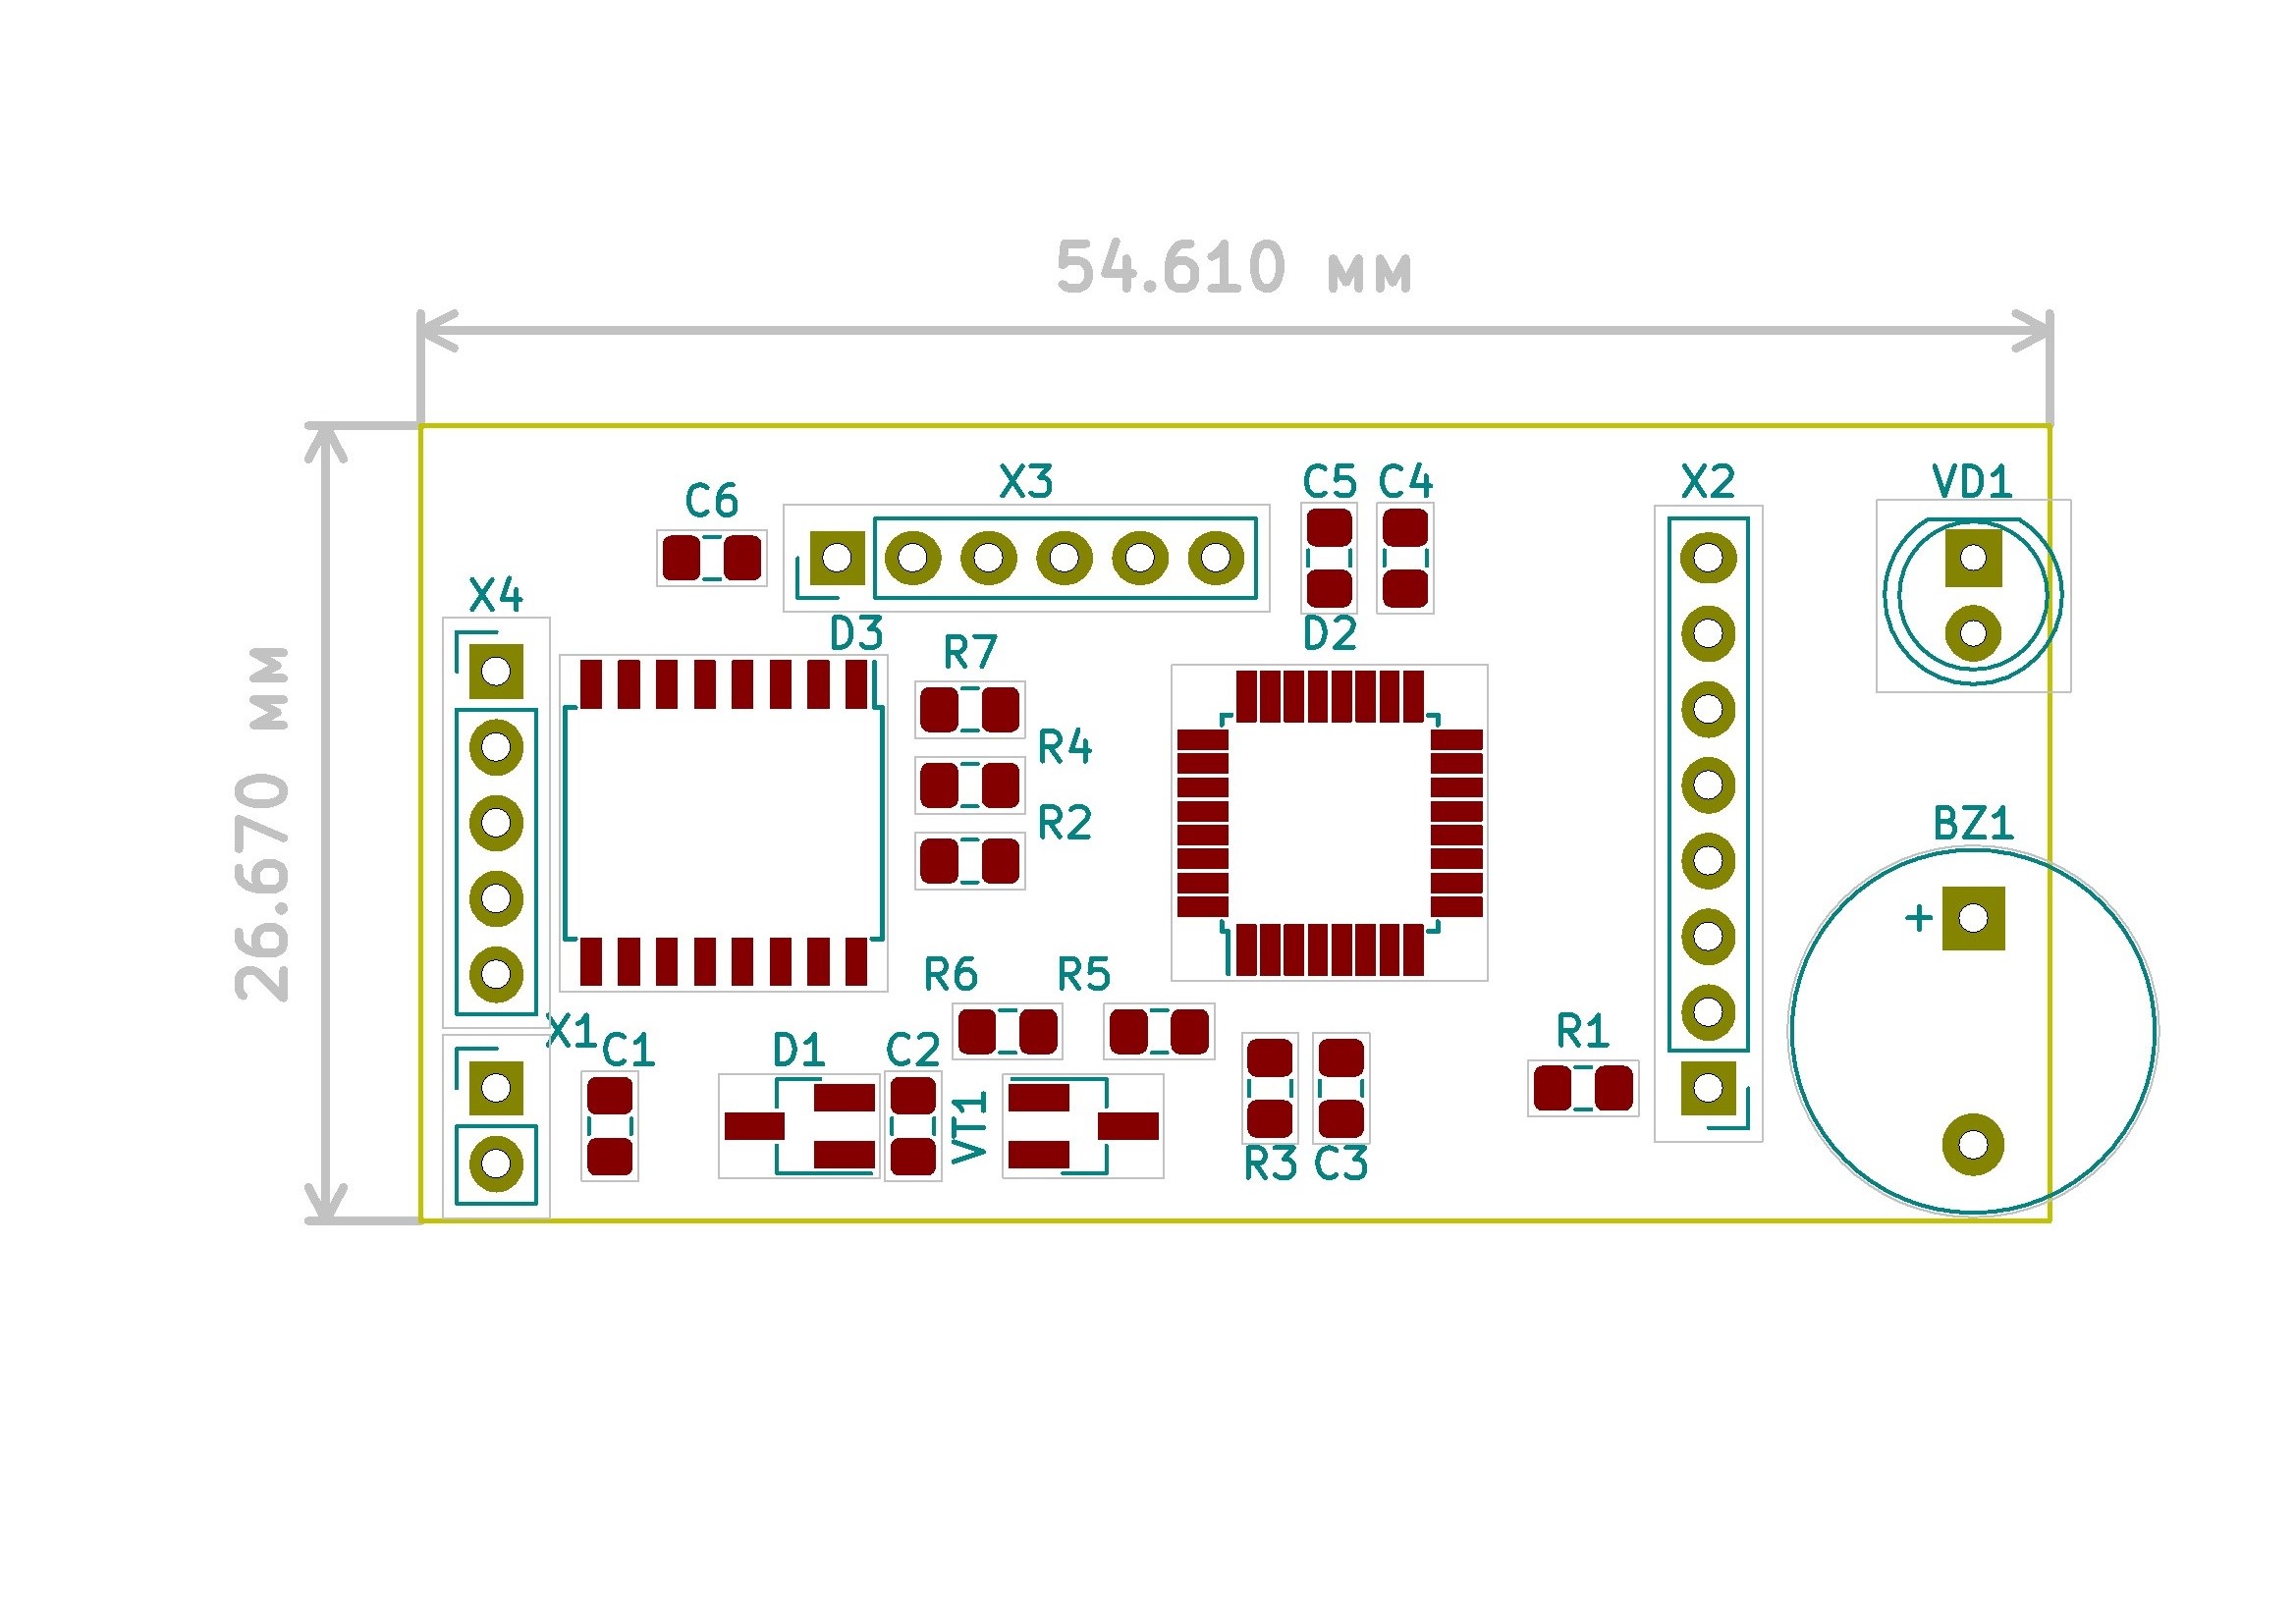 54.610 мм
X3
C5
C4
X2
VD1
C6
X4
D3
D2
R7
26.670 мм
R4
R2
BZ1
+
R6
R5
X1
C1
D1
C2
R1
VT1
R3
C3